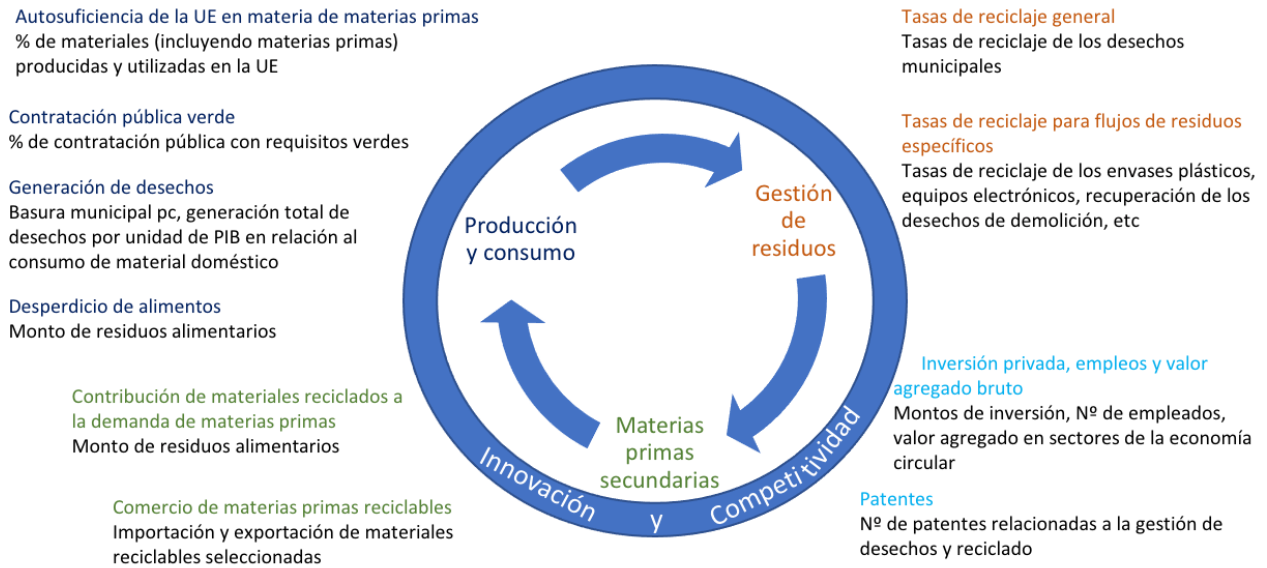 Autosuficiencia de la UE en materia de materias primas
% de materiales (incluyendo materias primas)
producidas y utilizadas en la UE
Contratación pública verde
% de contratación pública con requisitos verdes
Generación de desechos
Basura municipal pc, generación total de
desechos por unidad de PIB en relación al
consumo de material doméstico
Desperdicio de alimentos
Monto de residuos alimentarios
Contribución de materiales reciclados a
la demanda de materias primas
Monto de residuos alimentarios
Comercio de materias primas reciclables
Importación y exportación de materiales
reciclables seleccionadas
Producción
y consumo
Gestión
de
residuos
Materias
primas
secundarias
Innovación y Competitividad
Tasas de reciclaje general
Tasas de reciclaje de los desechos
municipales
Tasas de reciclaje para flujos de residuos
específicos
Tasas de reciclaje de los envases plásticos,
equipos electrónicos, recuperación de los
desechos de demolición, etc
Inversión privada, empleos y valor
agregado bruto
Montos de inversión, Nº de empleados,
valor agregado en sectores de la economía
circular
Patentes
Nº de patentes relacionadas a la gestión de
desechos y reciclado